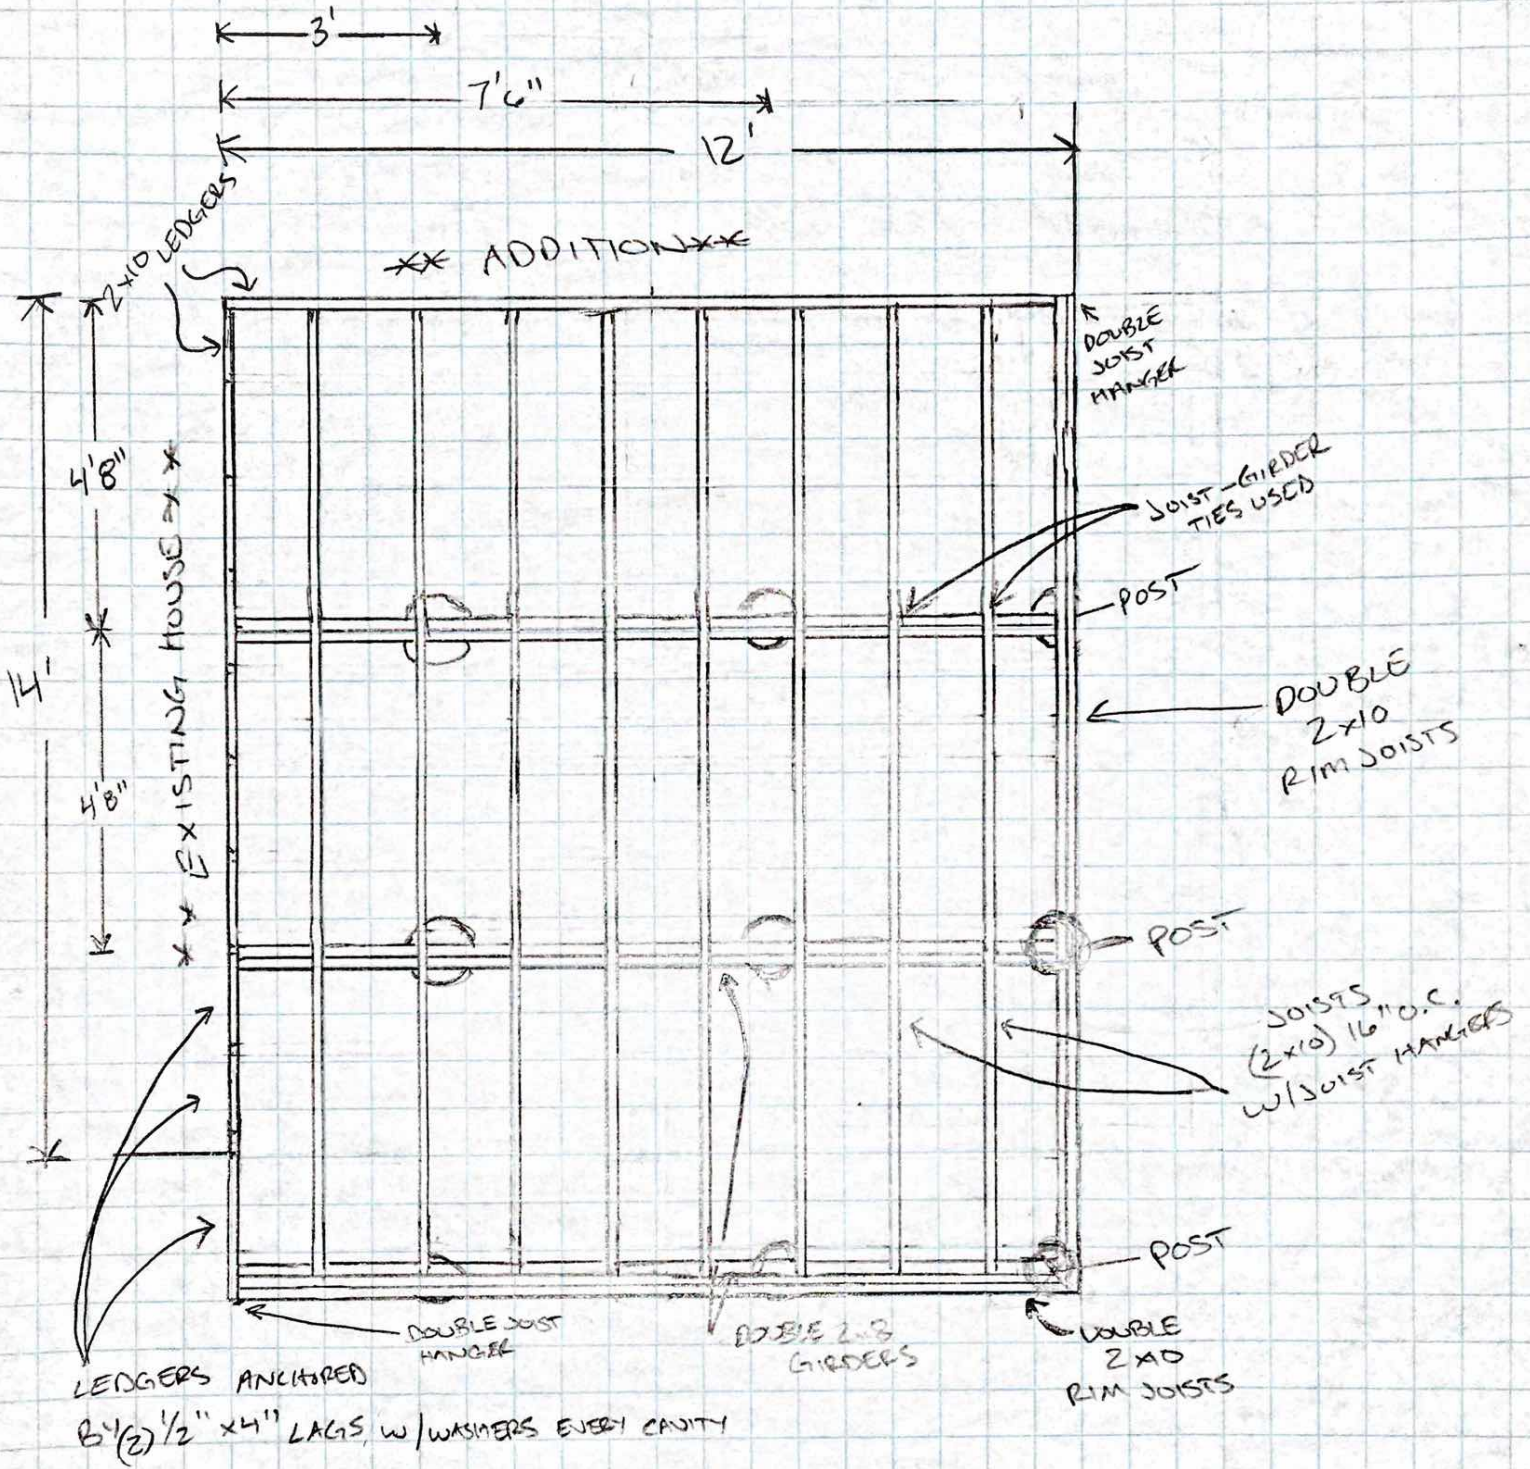 3'
7'6"
12'
2x10 LEDGERS
** ADDITION **
DOUBLE
JOIST
HANGER
4'8"
** EXISTING HOUSE **
JOIST-GIRDER
TIES USED
POST
14'
DOUBLE
2x10
RIM JOISTS
4'8"
POST
JOISTS
(2x10) 16" O.C.
W/JOIST HANGERS
POST
DOUBLE JOIST
HANGER
DOUBLE 2x8
GIRDERS
DOUBLE
2x10
RIM JOISTS
LEDGERS ANCHORED
BY (2) 1/2" x4" LAGS, W/WASHERS EVERY CAVITY